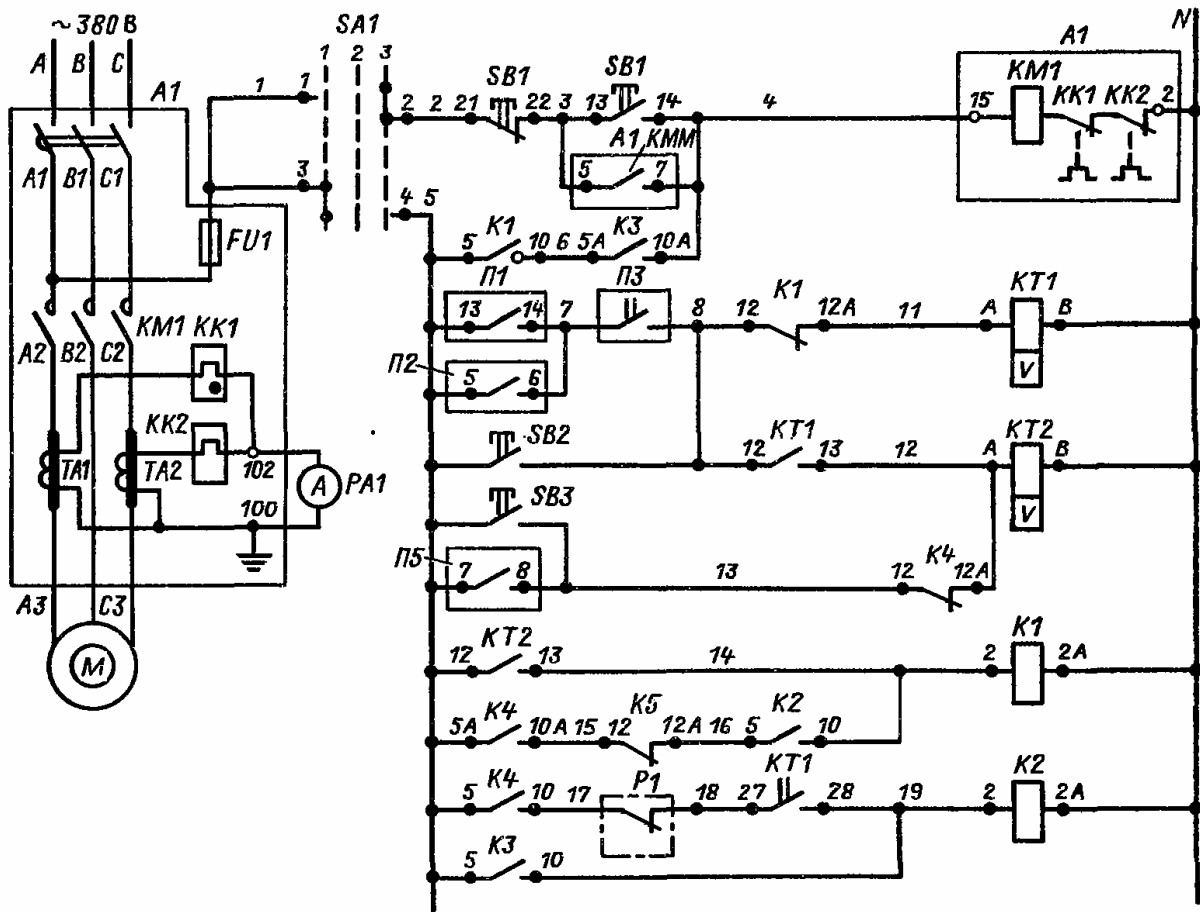 ~ 380 В SA1 N
A B C 1 2 3 A1
1 1 SB1 SB1 KM1 KK1 KK2
A1 2 2 21 22 3 13 14 4 15 2
A1 KMM
A1 B1 C1 3 5 7
4 5
FU1 K1 K3
5 10 6 5A 10A
П1 П3 K1 KT1
KM1 KK1 13 14 7 8 12 12A 11 A B
A2 B2 C2 П2 5 6 V
KK2 SB2 KT1 KT2
TA1 TA2 102 A PA1 12 13 12 A B
100 SB3 V
П5 7 8 13 K4
12 12A
A3 C3 KT2 K1
M 12 13 14 2 2A
K4 K5 K2
5A 10A 15 12 12A 16 5 10
K4 P1 KT1 K2
5 10 17 18 27 28 19 2 2A
K3
5 10